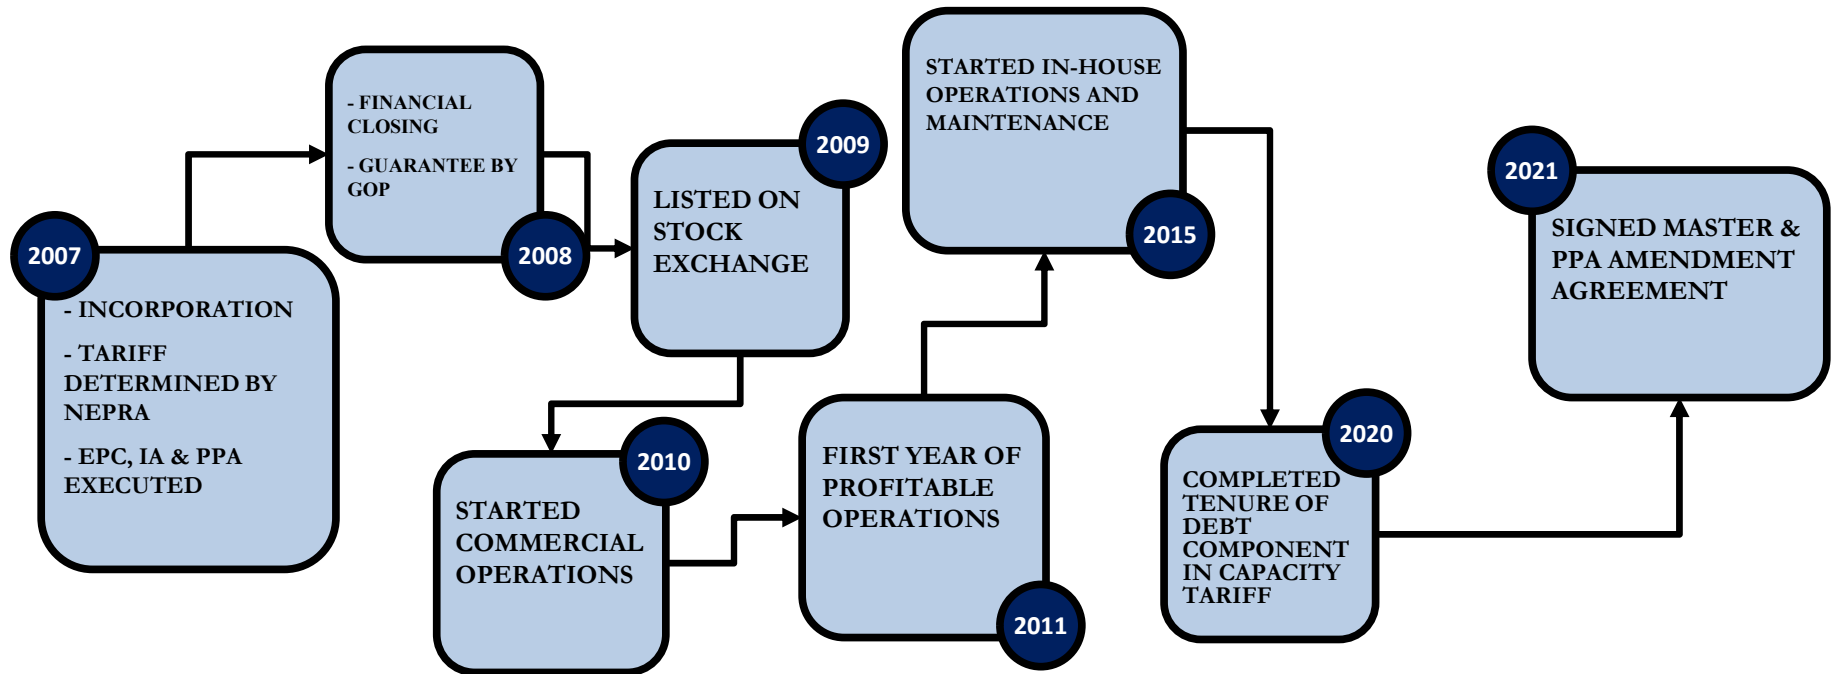 2007
- INCORPORATION
- TARIFF
DETERMINED BY
NEPRA
- EPC, IA & PPA
EXECUTED
- FINANCIAL
CLOSING
- GUARANTEE BY
GOP
2008
2009
LISTED ON
STOCK
EXCHANGE
2010
STARTED
COMMERCIAL
OPERATIONS
FIRST YEAR OF
PROFITABLE
OPERATIONS
2011
STARTED IN-HOUSE
OPERATIONS AND
MAINTENANCE
2015
2020
COMPLETED
TENURE OF
DEBT
COMPONENT
IN CAPACITY
TARIFF
2021
SIGNED MASTER &
PPA AMENDMENT
AGREEMENT